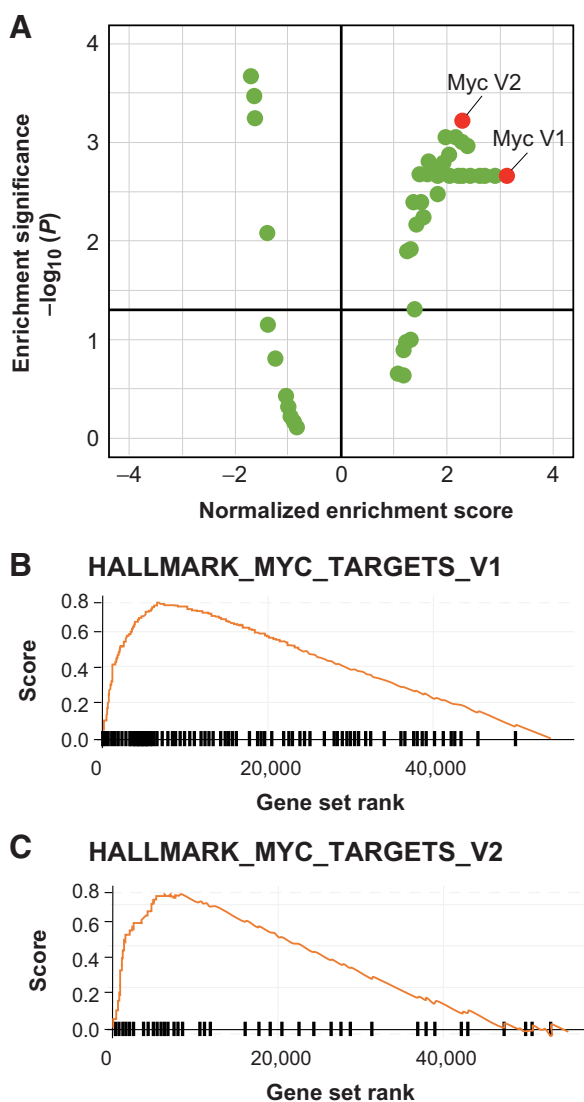 A
4
3
2
1
0
Enrichment significance
–log10 (P)
Myc V2
Myc V1
–4
–2
0
2
4
Normalized enrichment score
B
HALLMARK_MYC_TARGETS_V1
Score
0.8
0.6
0.4
0.2
0.0
0
20,000
40,000
Gene set rank
C
HALLMARK_MYC_TARGETS_V2
Score
0.8
0.6
0.4
0.2
0.0
0
20,000
40,000
Gene set rank